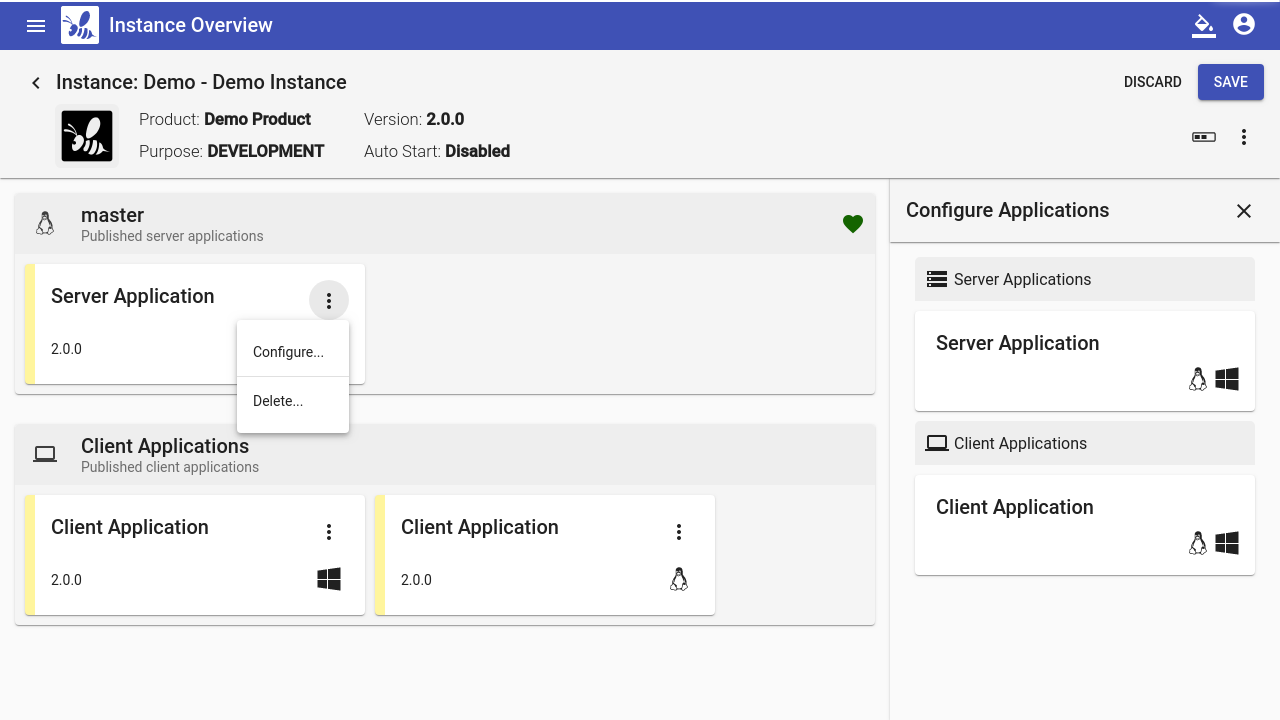 Instance Overview
Instance: Demo - Demo Instance
DISCARD
SAVE
Product: Demo Product
Version: 2.0.0
Purpose: DEVELOPMENT
Auto Start: Disabled
master
Published server applications
Server Application
2.0.0
Configure...
Delete...
Client Applications
Published client applications
Client Application
2.0.0
Client Application
2.0.0
Configure Applications
Server Applications
Server Application
Client Applications
Client Application